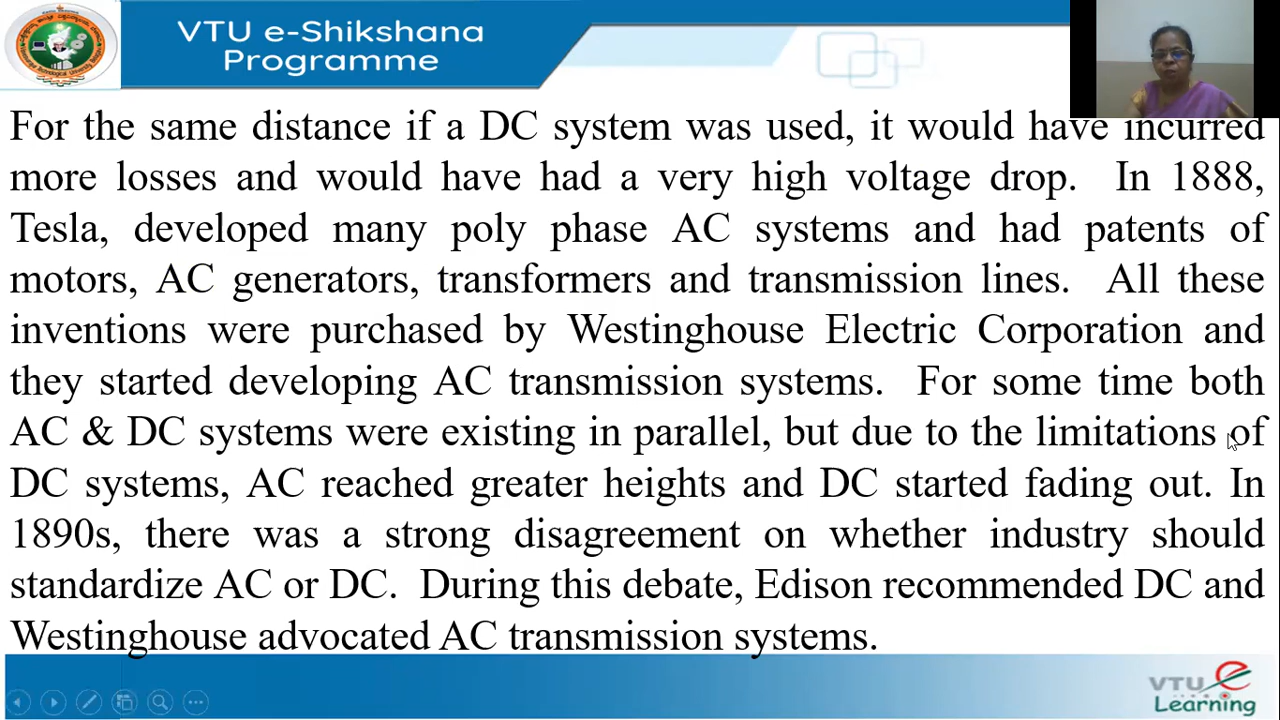 VTU e-Shikshana
Programme
For the same distance if a DC system was used, it would have incurred
more losses and would have had a very high voltage drop. In 1888,
Tesla, developed many poly phase AC systems and had patents of
motors, AC generators, transformers and transmission lines. All these
inventions were purchased by Westinghouse Electric Corporation and
they started developing AC transmission systems. For some time both
AC & DC systems were existing in parallel, but due to the limitations of
DC systems, AC reached greater heights and DC started fading out. In
1890s, there was a strong disagreement on whether industry should
standardize AC or DC. During this debate, Edison recommended DC and
Westinghouse advocated AC transmission systems.
VTU e
Learning